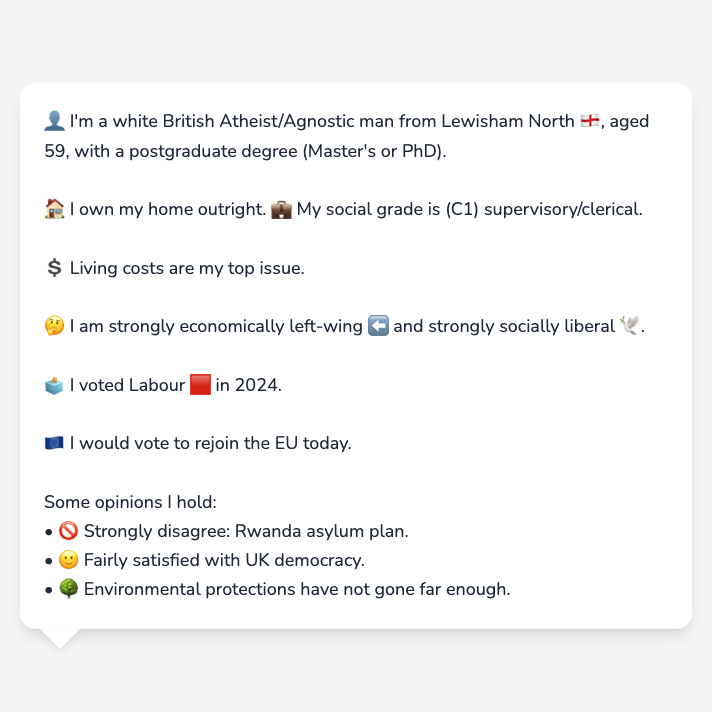 👤 I'm a white British Atheist/Agnostic man from Lewisham North 🏴󠁧󠁢󠁥󠁮󠁧󠁿, aged
59, with a postgraduate degree (Master's or PhD).
🏠 I own my home outright. 💼 My social grade is (C1) supervisory/clerical.
💲 Living costs are my top issue.
🤔 I am strongly economically left-wing ⬅️ and strongly socially liberal 🕊️.
🗳️ I voted Labour 🟥 in 2024.
🇪🇺 I would vote to rejoin the EU today.
Some opinions I hold:
• 🚫 Strongly disagree: Rwanda asylum plan.
• 🙂 Fairly satisfied with UK democracy.
• 🌳 Environmental protections have not gone far enough.